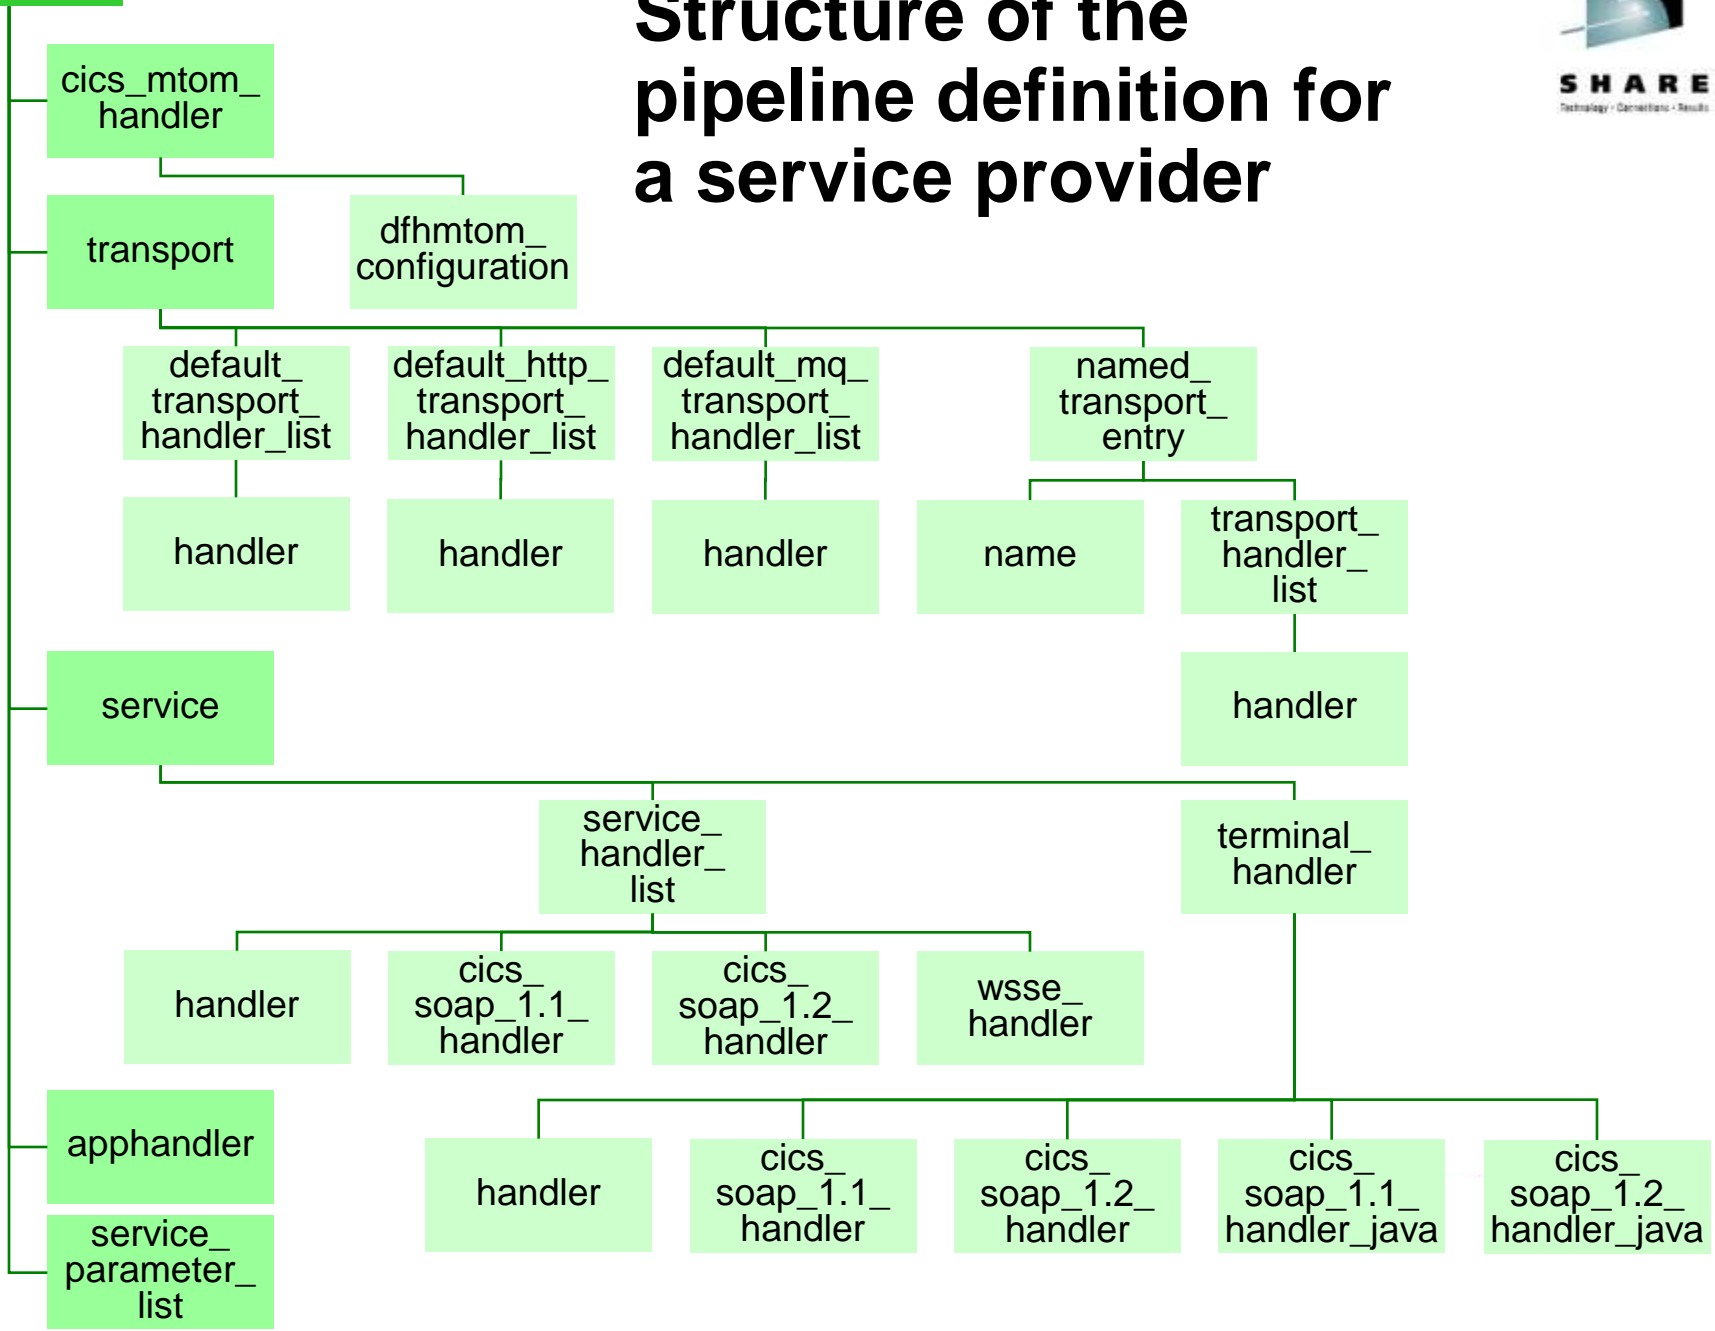 Structure of the
pipeline definition for
a service provider
SHARE
Technology · Connections · Results
cics_mtom_
handler
transport
dfhmtom_
configuration
default_
transport_
handler_list
default_http_
transport_
handler_list
default_mq_
transport_
handler_list
named_
transport_
entry
handler
handler
handler
name
transport_
handler_
list
handler
service
service_
handler_
list
terminal_
handler
handler
cics_
soap_1.1_
handler
cics_
soap_1.2_
handler
wsse_
handler
apphandler
handler
cics_
soap_1.1_
handler
cics_
soap_1.2_
handler
cics_
soap_1.1_
handler_java
cics_
soap_1.2_
handler_java
service_
parameter_
list